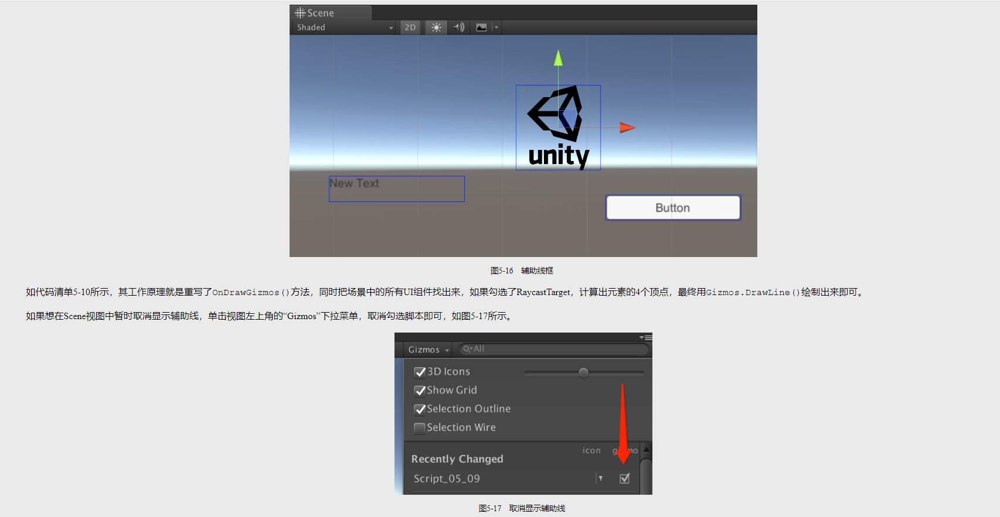 Scene
Shaded 2D
unity
New Text
Button
图5-16 辅助线框
如代码清单5-10所示，其工作原理就是重写了OnDrawGizmos()方法，同时把场景中的所有UI组件找出来，如果勾选了RaycastTarget，计算出元素的4个顶点，最终用Gizmos.DrawLine()绘制出来即可。
如果想在Scene视图中暂时取消显示辅助线，单击视图左上角的“Gizmos”下拉菜单，取消勾选脚本即可，如图5-17所示。
Gizmos All
3D Icons
Show Grid
Selection Outline
Selection Wire
icon gizmo
Recently Changed
Script_05_09
图5-17 取消显示辅助线